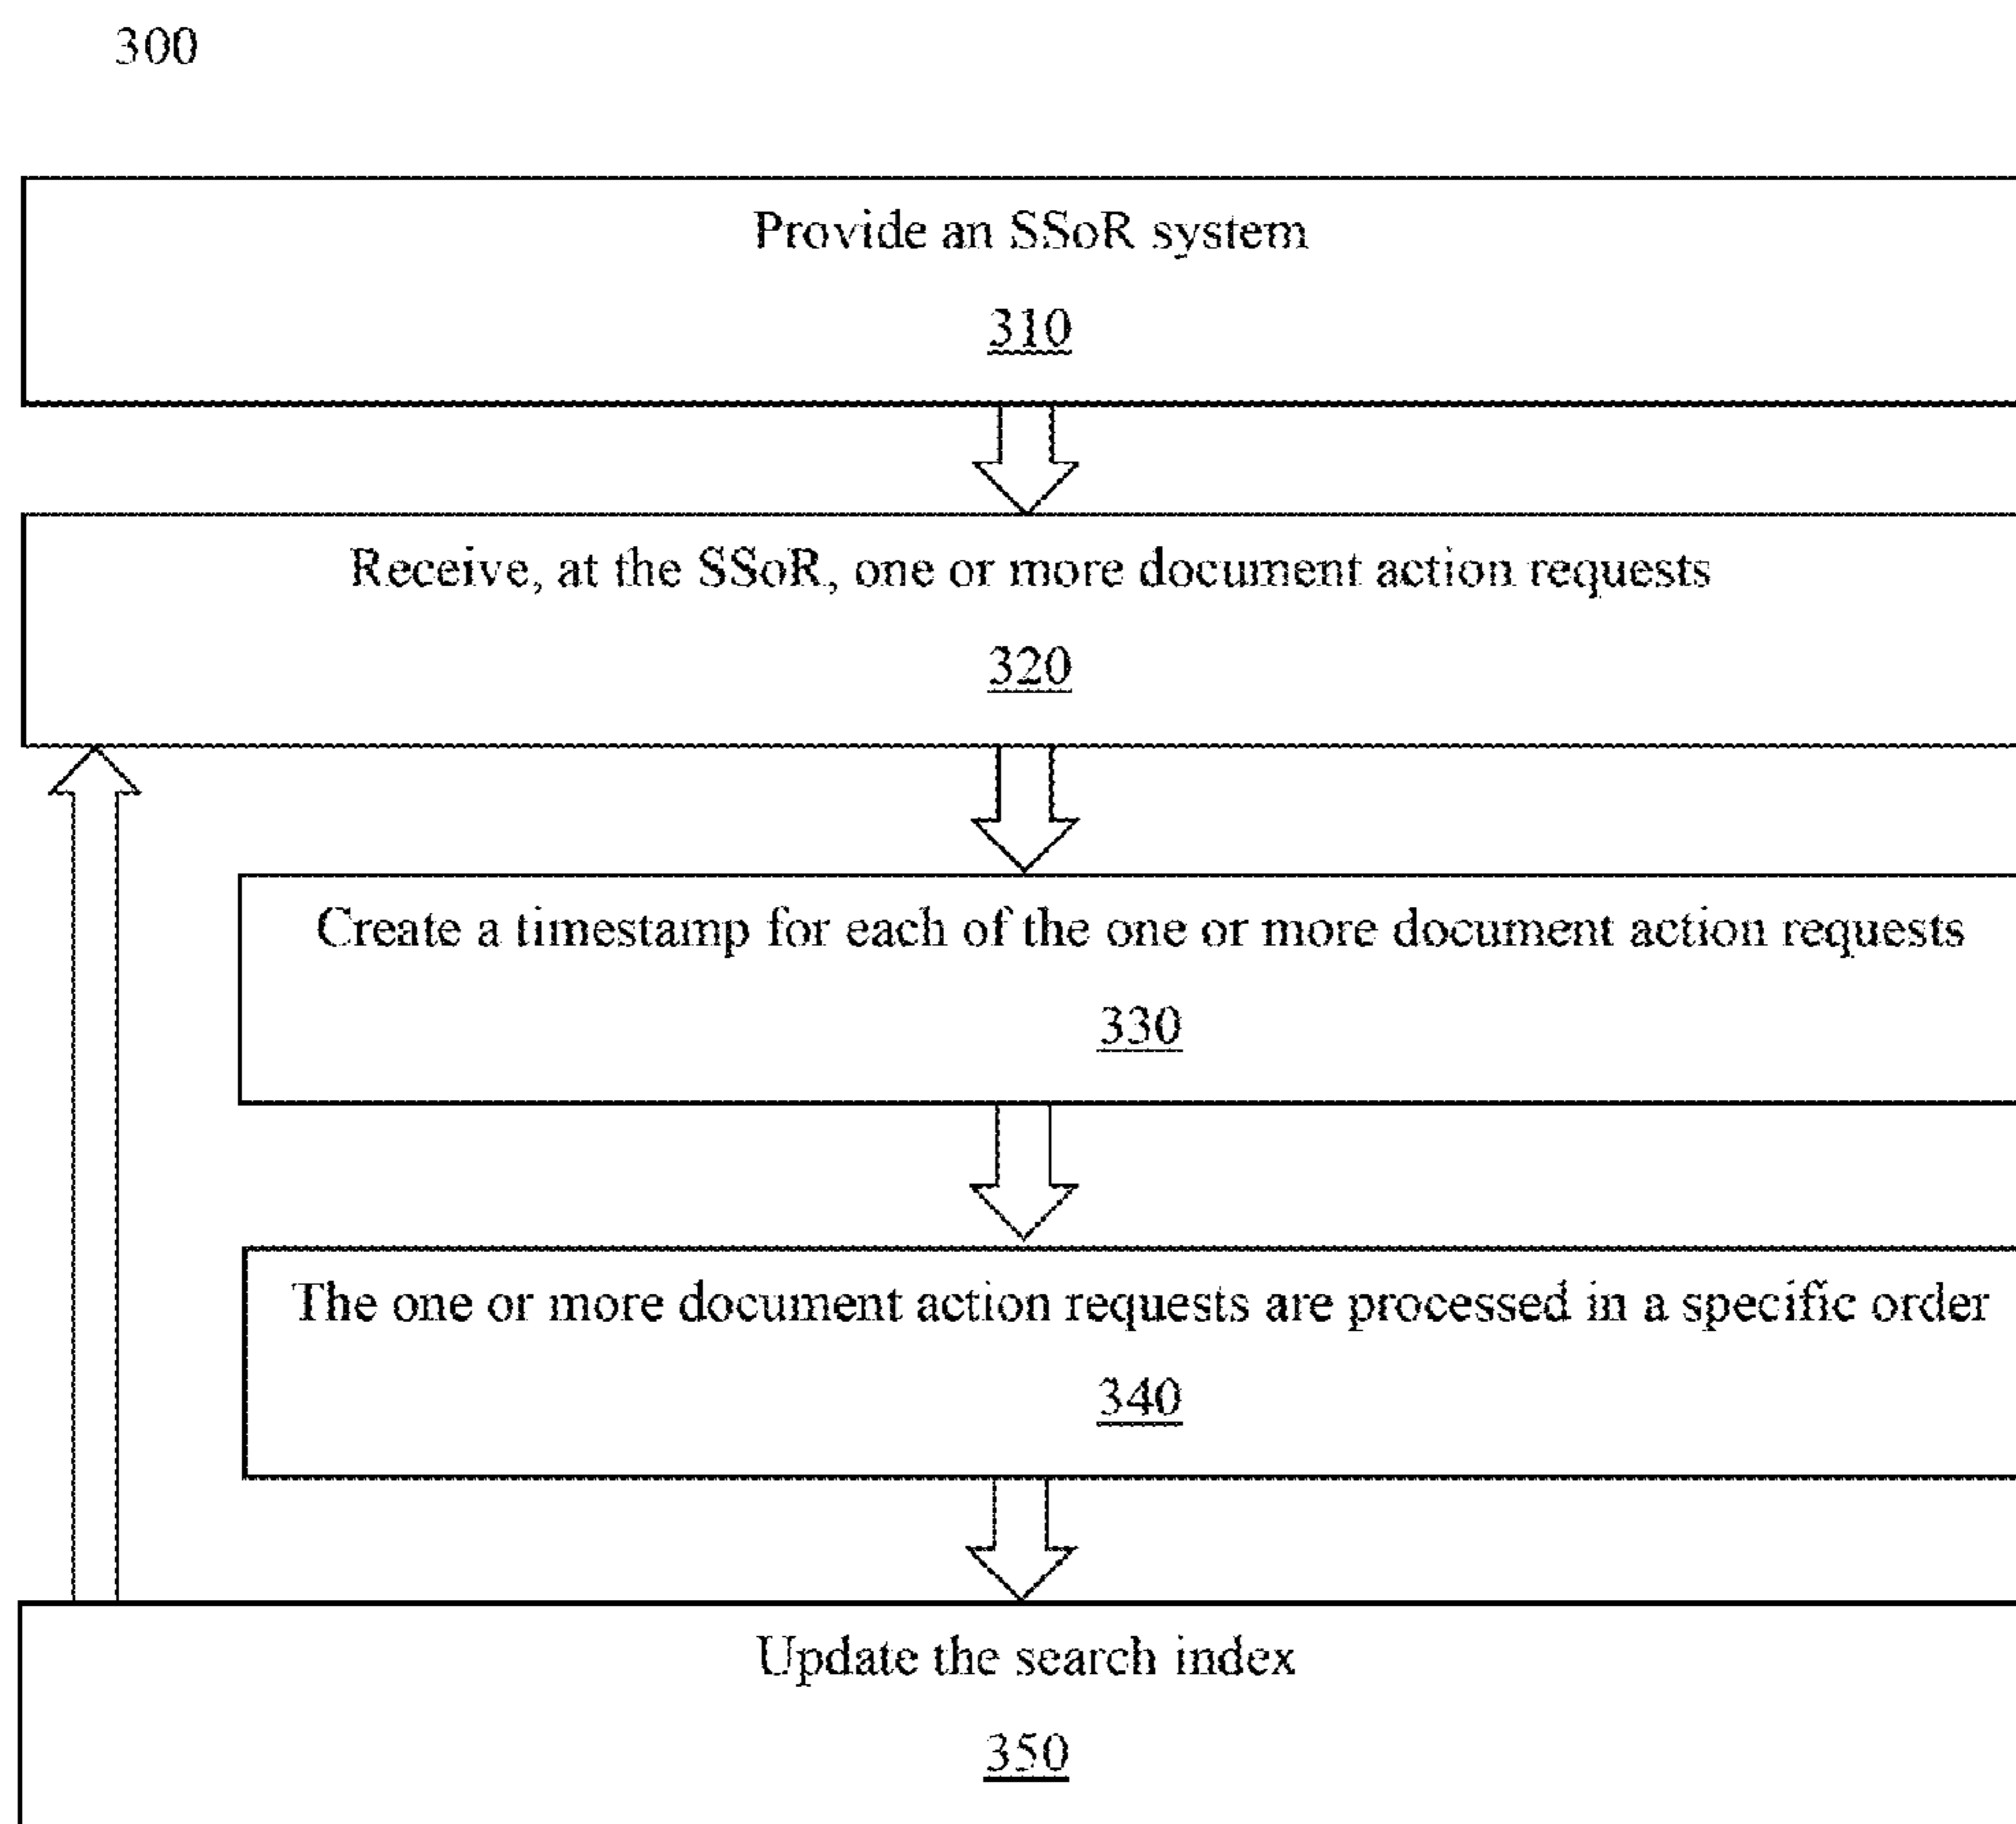 300
Provide an SSoR system
310
Receive, at the SSoR, one or more document action requests
320
Create a timestamp for each of the one or more document action requests
330
The one or more document action requests are processed in a specific order
340
Update the search index
350